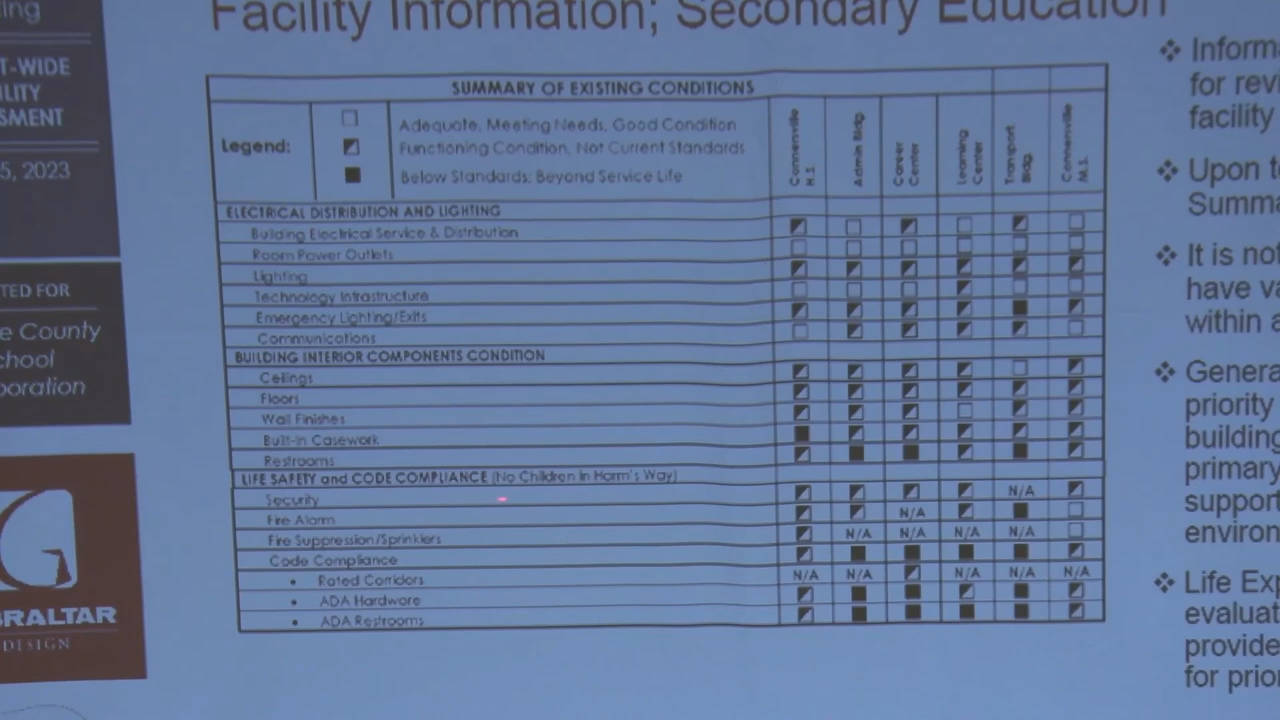 Facility Information; Secondary Education
T-WIDE
ILITY
SMENT
5, 2023
TED FOR
e County
chool
poration
BRALTAR
DESIGN
SUMMARY OF EXISTING CONDITIONS
Legend:
Adequate, Meeting Needs, Good Condition
Functioning Condition, Not Current Standards
Below Standards; Beyond Service Life
Connersville H.S.
Admin Bldg.
Career Center
Learning Center
Transport Bldg.
Connersville M.S.
ELECTRICAL DISTRIBUTION AND LIGHTING
Building Electrical Service & Distribution
Room Power Outlets
Lighting
Technology Infrastructure
Emergency Lighting/Exits
Communications
BUILDING INTERIOR COMPONENTS CONDITION
Ceilings
Floors
Wall Finishes
Built-in Casework
Restrooms
LIFE SAFETY and CODE COMPLIANCE (No Children in Harm's Way)
Security N/A
Fire Alarm N/A
Fire Suppression/Sprinklers N/A N/A N/A N/A
Code Compliance
• Rated Corridors N/A N/A N/A N/A N/A
• ADA Hardware
• ADA Restrooms
❖ Inform
for rev
facility
❖ Upon t
Summa
❖ It is not
have va
within a
❖ Genera
priority
building
primary
support
environ
❖ Life Exp
evaluat
provide
for prior